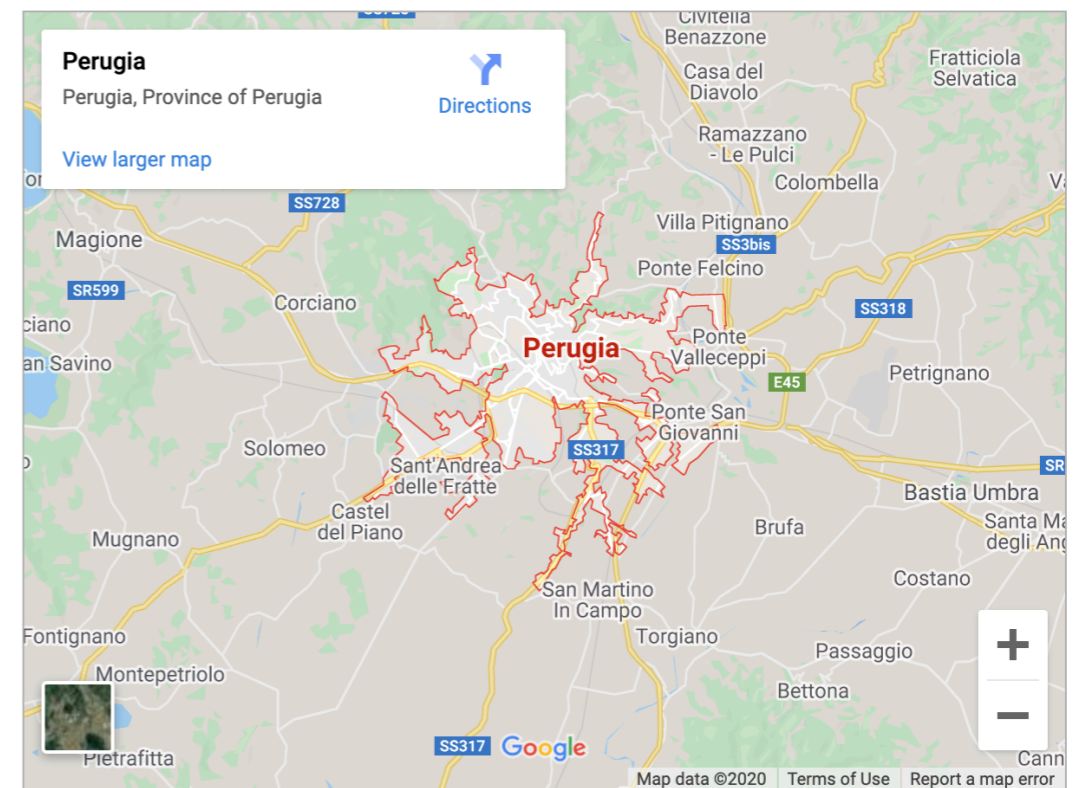 Perugia
Perugia, Province of Perugia
Directions
View larger map
Civitella
Benazzone
Fratticiola
Selvatica
Casa del
Diavolo
Ramazzano
- Le Pulci
Colombella
SS728
Villa Pitignano
Magione
SS3bis
Ponte Felcino
SR599
Corciano
SS318
ciano
Ponte
Valleceppi
Perugia
an Savino
Petrignano
E45
Ponte San
Giovanni
Solomeo
SS317
Sant'Andrea
delle Fratte
SR
Bastia Umbra
Castel
del Piano
Santa Ma
degli Ang
Brufa
Mugnano
Costano
San Martino
In Campo
Fontignano
Torgiano
Passaggio
Montepetriolo
Bettona
SS317
Google
Pietrafitta
Cann
Map data ©2020
Terms of Use
Report a map error